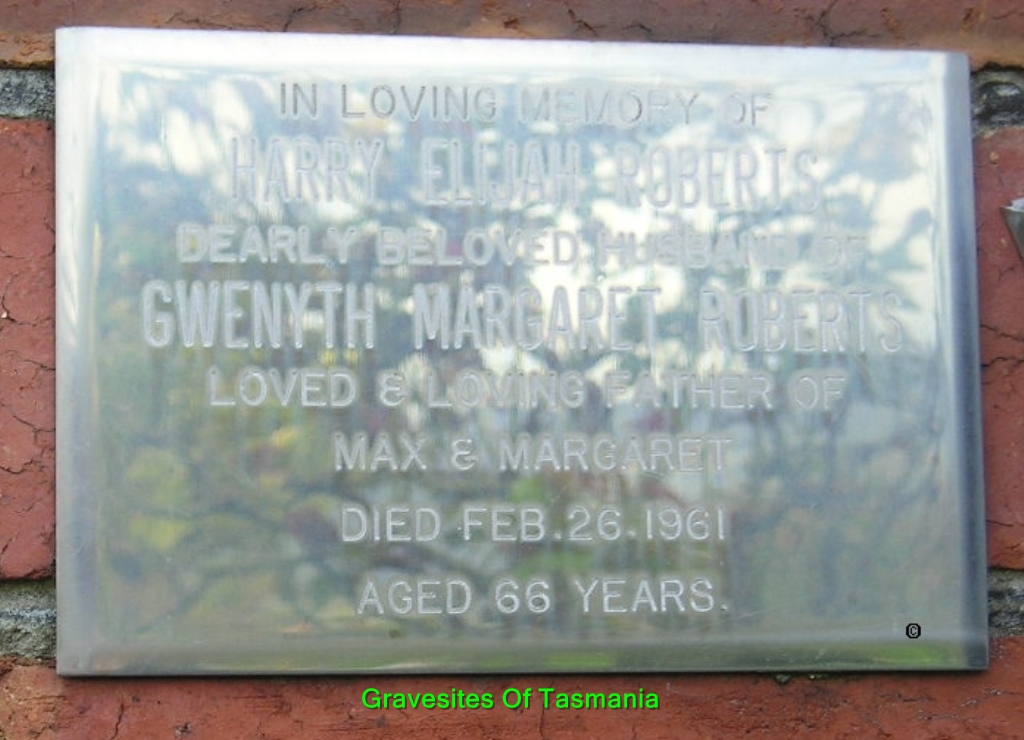 IN LOVING MEMORY OF
HARRY ELIJAH ROBERTS
DEARLY BELOVED HUSBAND OF
GWENYTH MARGARET ROBERTS
LOVED & LOVING FATHER OF
MAX & MARGARET
DIED FEB.26.1961
AGED 66 YEARS.
©
Gravesites Of Tasmania